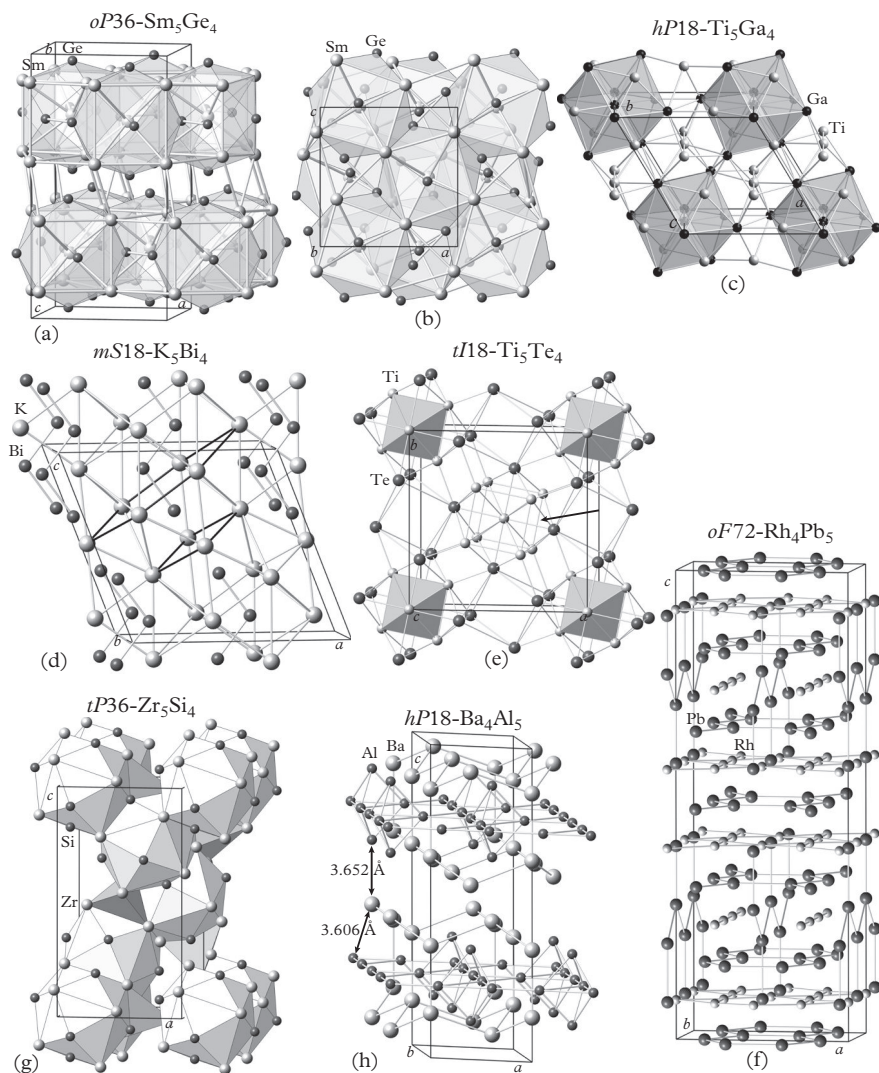 oP36-Sm₅Ge₄
b
Ge
Sm
c
a
(a)
Sm
Ge
c
b
a
(b)
hP18-Ti₅Ga₄
b
Ga
Ti
a
c
(c)
mS18-K₅Bi₄
K
Bi
c
b
a
(d)
tI18-Ti₅Te₄
Ti
b
Te
c
a
(e)
oF72-Rh₄Pb₅
c
Pb
Rh
b
a
(f)
tP36-Zr₅Si₄
c
Si
Zr
a
(g)
hP18-Ba₄Al₅
Al
Ba
c
3.652 Å
3.606 Å
b
a
(h)